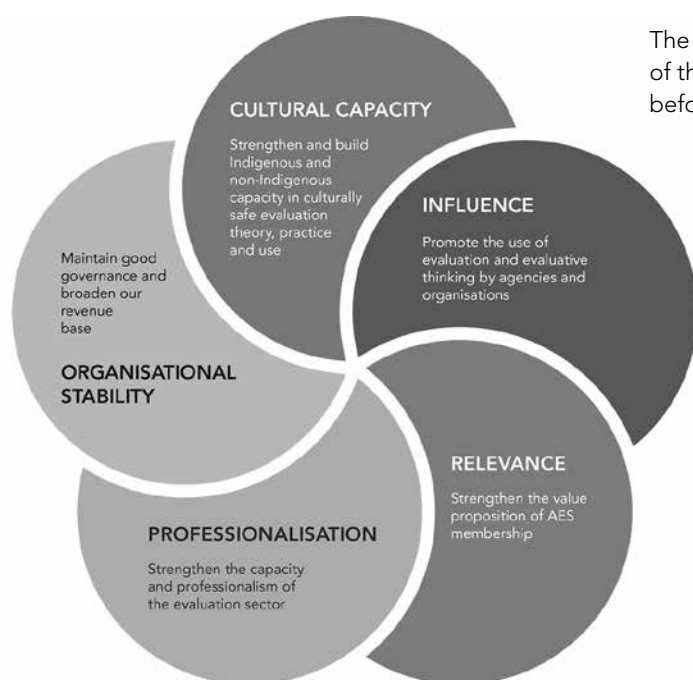 The
of th
befo
CULTURAL CAPACITY
Strengthen and build
Indigenous and
non-Indigenous
capacity in culturally
safe evaluation
theory, practice
and use
INFLUENCE
Promote the use of
evaluation and evaluative
thinking by agencies and
organisations
RELEVANCE
Strengthen the value
proposition of AES
membership
PROFESSIONALISATION
Strengthen the capacity
and professionalism of
the evaluation sector
Maintain good
governance and
broaden our
revenue
base
ORGANISATIONAL
STABILITY